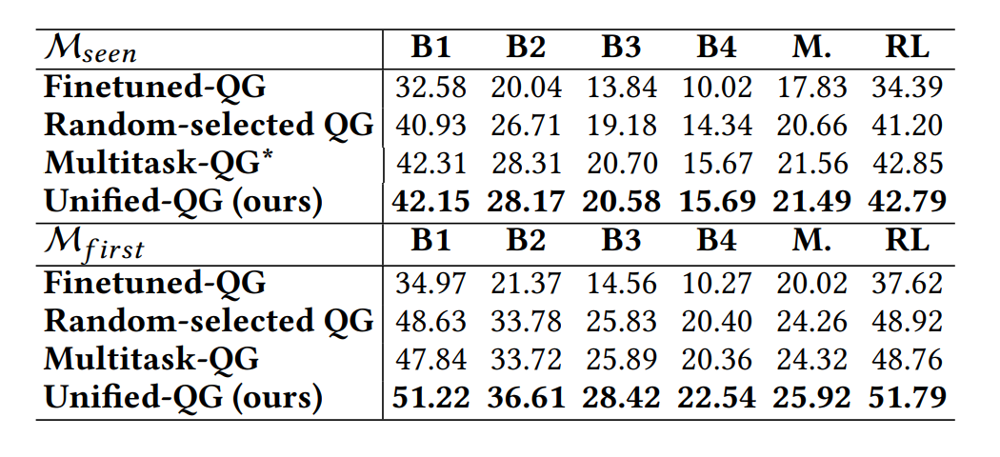 M_seen B1 B2 B3 B4 M. RL
Finetuned-QG 32.58 20.04 13.84 10.02 17.83 34.39
Random-selected QG 40.93 26.71 19.18 14.34 20.66 41.20
Multitask-QG* 42.31 28.31 20.70 15.67 21.56 42.85
Unified-QG (ours) 42.15 28.17 20.58 15.69 21.49 42.79
M_first B1 B2 B3 B4 M. RL
Finetuned-QG 34.97 21.37 14.56 10.27 20.02 37.62
Random-selected QG 48.63 33.78 25.83 20.40 24.26 48.92
Multitask-QG 47.84 33.72 25.89 20.36 24.32 48.76
Unified-QG (ours) 51.22 36.61 28.42 22.54 25.92 51.79